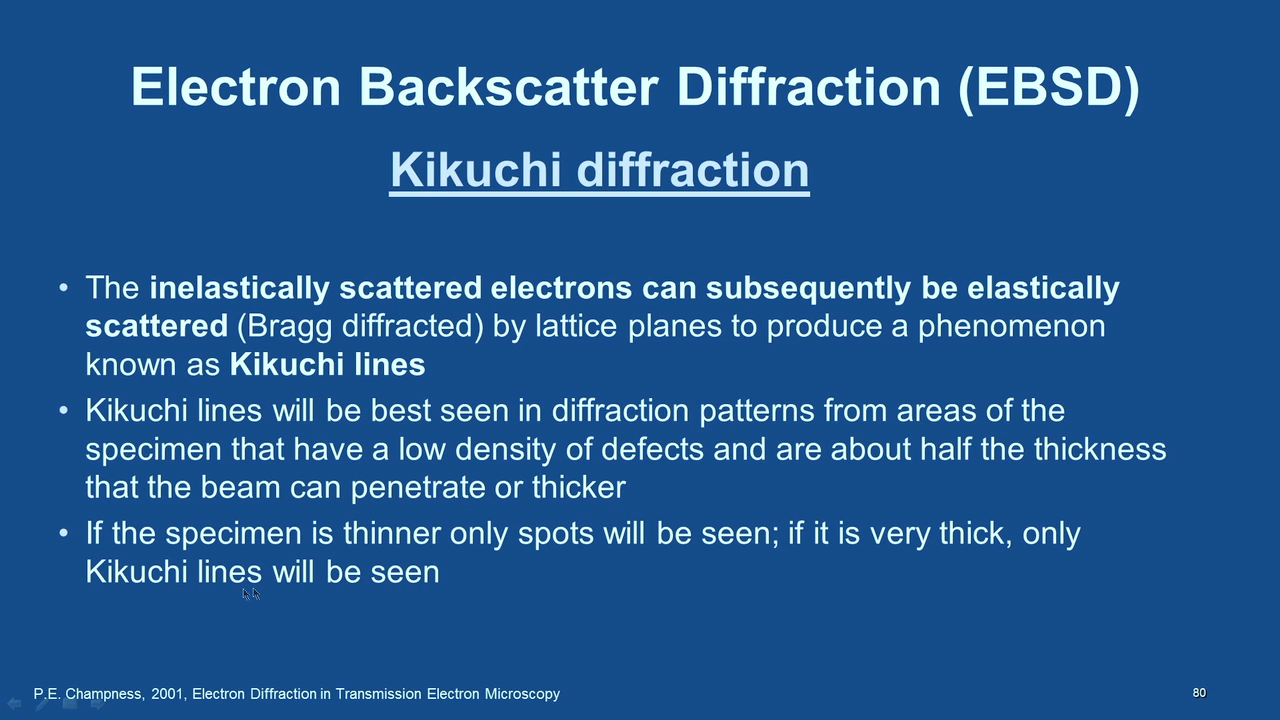 Electron Backscatter Diffraction (EBSD)
Kikuchi diffraction
• The inelastically scattered electrons can subsequently be elastically
scattered (Bragg diffracted) by lattice planes to produce a phenomenon
known as Kikuchi lines
• Kikuchi lines will be best seen in diffraction patterns from areas of the
specimen that have a low density of defects and are about half the thickness
that the beam can penetrate or thicker
• If the specimen is thinner only spots will be seen; if it is very thick, only
Kikuchi lines will be seen
P.E. Champness, 2001, Electron Diffraction in Transmission Electron Microscopy
80